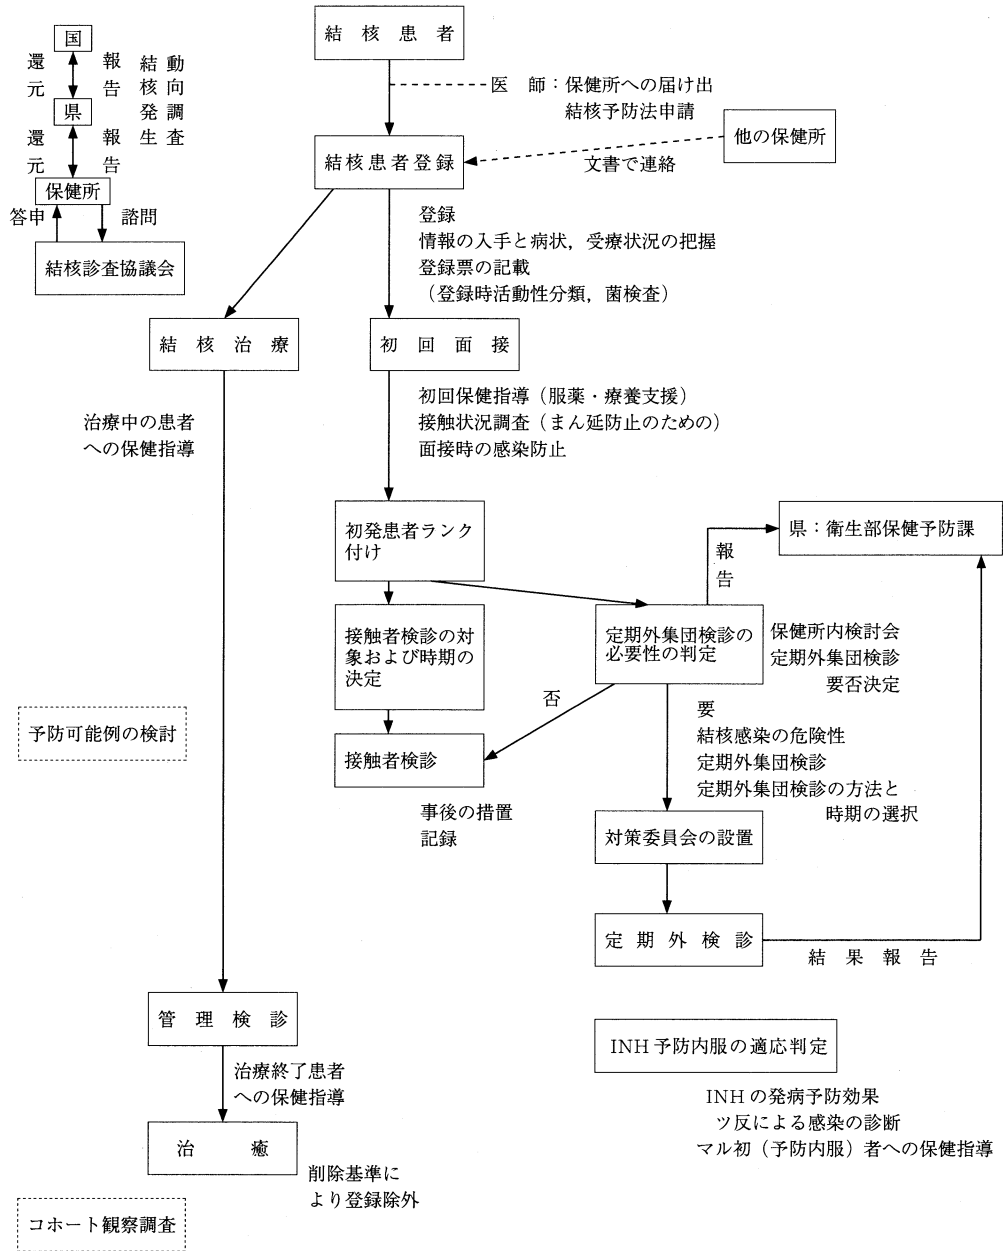 国
還元
報告
結核発生
動向調査
県
還元
報告
保健所
答申
諮問
結核診査協議会
結核患者
医　師：保健所への届け出
結核予防法申請
他の保健所
文書で連絡
結核患者登録
登録
情報の入手と病状，受療状況の把握
登録票の記載
（登録時活動性分類，菌検査）
結核治療
初回面接
治療中の患者
への保健指導
初回保健指導（服薬・療養支援）
接触状況調査（まん延防止のための）
面接時の感染防止
初発患者ランク
付け
報告
県：衛生部保健予防課
接触者検診の対
象および時期の
決定
定期外集団検診の
必要性の判定
保健所内検討会
定期外集団検診
要否決定
否
要
結核感染の危険性
定期外集団検診
定期外集団検診の方法と
時期の選択
予防可能例の検討
接触者検診
事後の措置
記録
対策委員会の設置
定期外検診
結果報告
管理検診
治療終了患者
への保健指導
治癒
削除基準に
より登録除外
コホート観察調査
INH予防内服の適応判定
INHの発病予防効果
ツ反による感染の診断
マル初（予防内服）者への保健指導